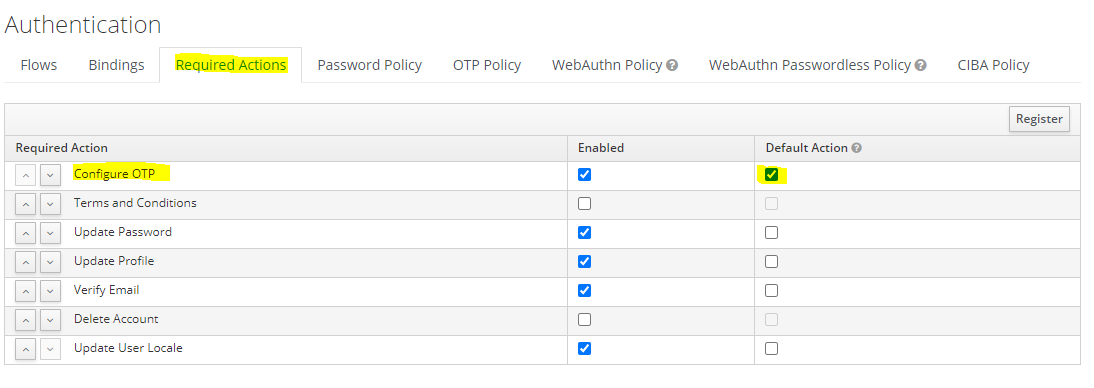 Authentication
Flows Bindings Required Actions Password Policy OTP Policy WebAuthn Policy ? WebAuthn Passwordless Policy ? CIBA Policy
Register
Required Action Enabled Default Action ?
Configure OTP
Terms and Conditions
Update Password
Update Profile
Verify Email
Delete Account
Update User Locale